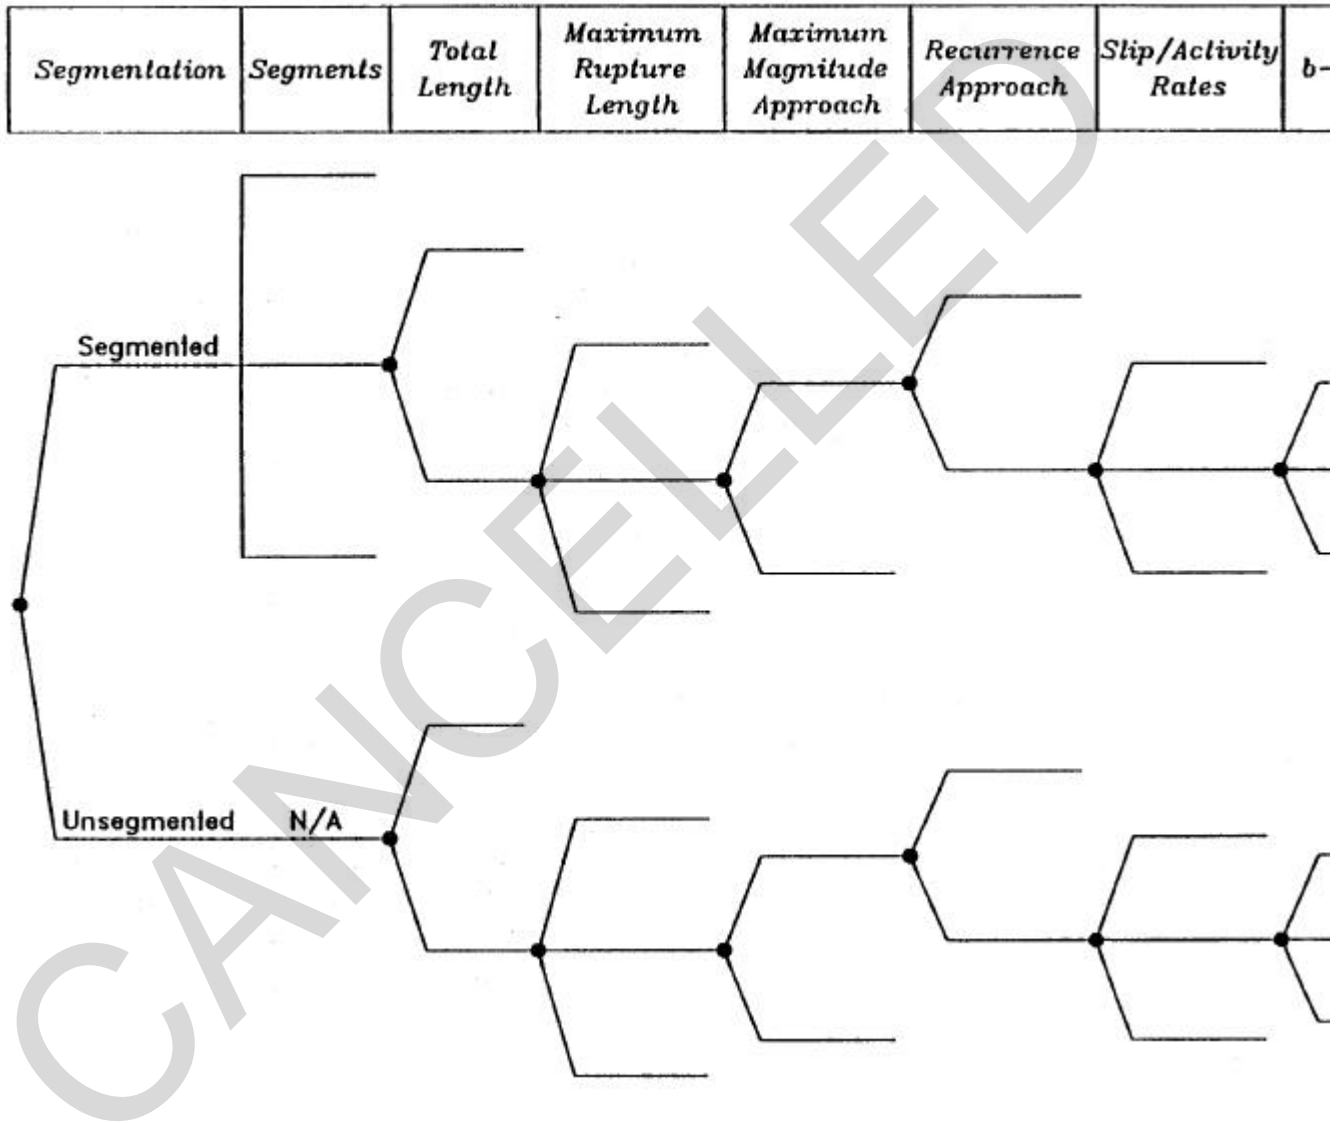 Segmentation
Segments
Total
Length
Maximum
Rupture
Length
Maximum
Magnitude
Approach
Recurrence
Approach
Slip/Activity
Rates
b-
Segmented
Unsegmented
N/A
CANCELLED